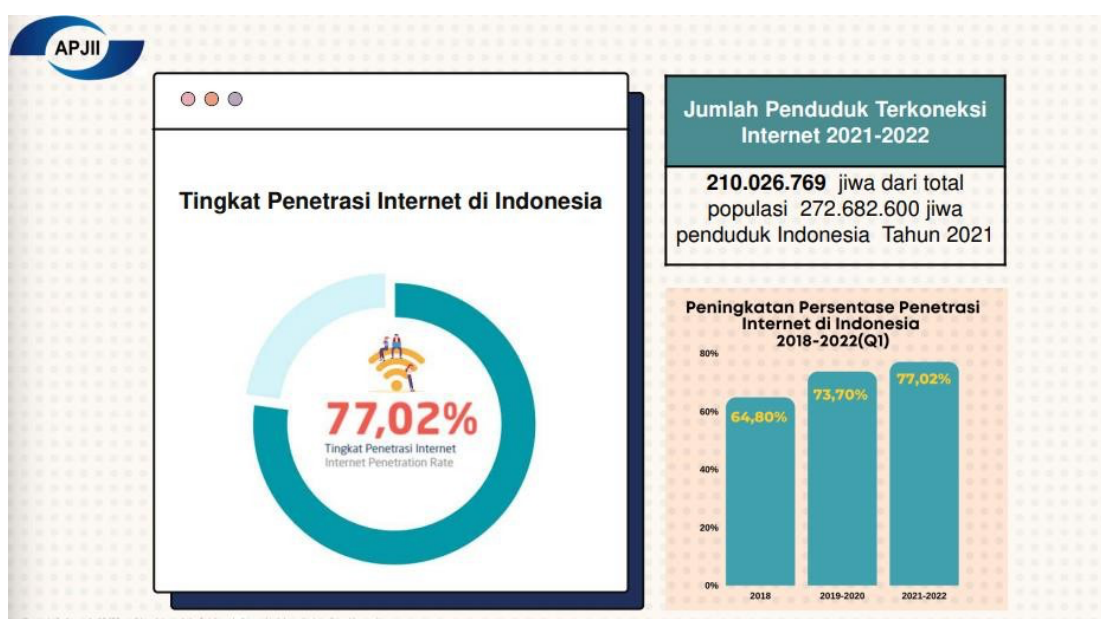 APJII
Tingkat Penetrasi Internet di Indonesia
77,02%
Tingkat Penetrasi Internet
Internet Penetration Rate
Jumlah Penduduk Terkoneksi
Internet 2021-2022
210.026.769 jiwa dari total
populasi 272.682.600 jiwa
penduduk Indonesia Tahun 2021
Peningkatan Persentase Penetrasi
Internet di Indonesia
2018-2022(Q1)
80%
60%
40%
20%
0%
64,80%
73,70%
77,02%
2018
2019-2020
2021-2022